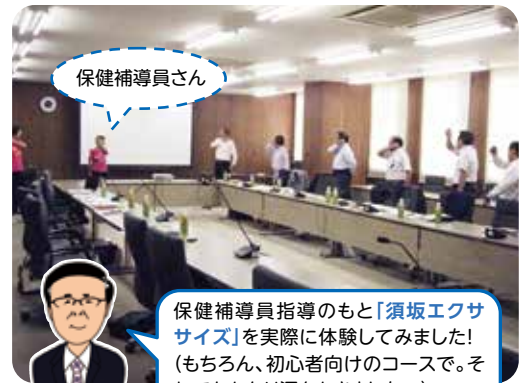 保健補導員さん
保健補導員指導のもと「須坂エクサ
サイズ」を実際に体験してみました!
(もちろん、初心者向けのコースで。そ